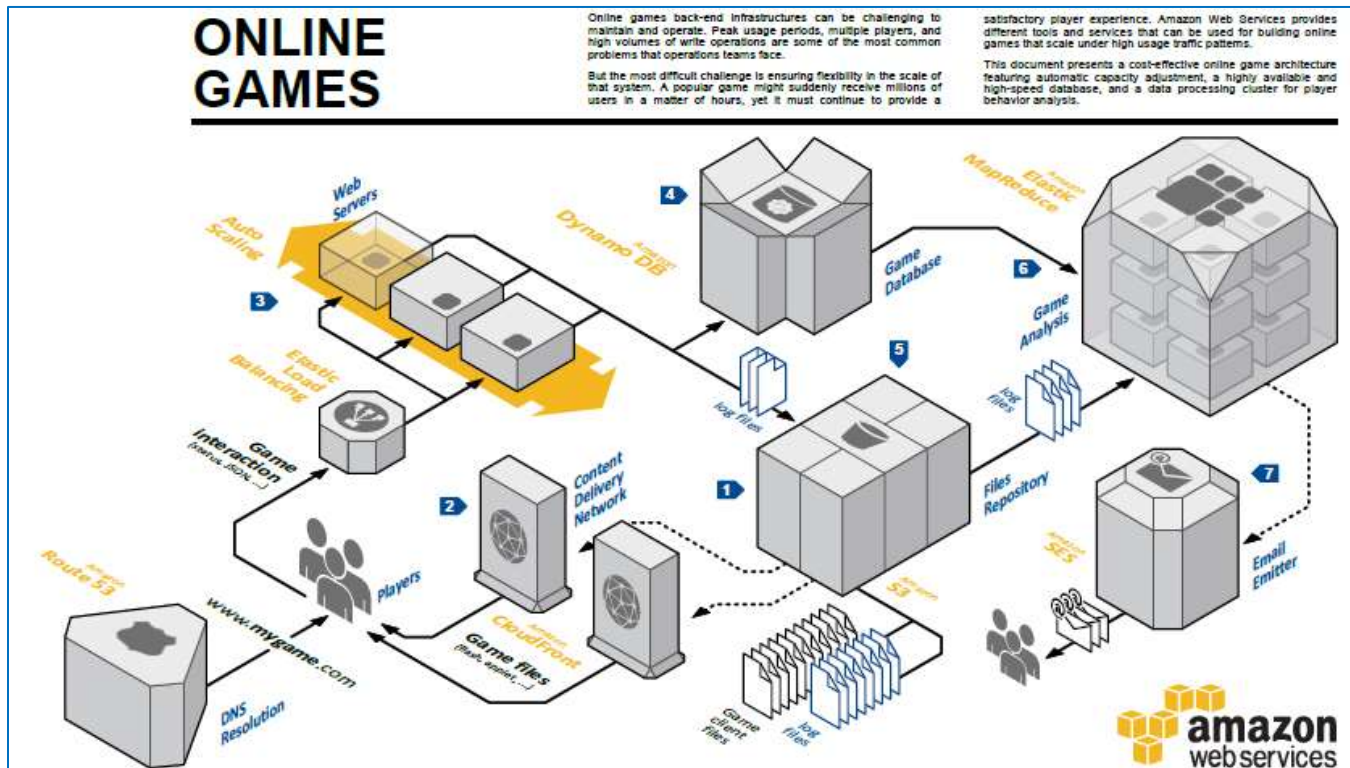 ONLINE
GAMES
Online games back-end infrastructures can be challenging to
maintain and operate. Peak usage periods, multiple players, and
high volumes of write operations are some of the most common
problems that operations teams face.
But the most difficult challenge is ensuring flexibility in the scale of
that system. A popular game might suddenly receive millions of
users in a matter of hours, yet it must continue to provide a
satisfactory player experience. Amazon Web Services provides
different tools and services that can be used for building online
games that scale under high usage traffic patterns.
This document presents a cost-effective online game architecture
featuring automatic capacity adjustment, a highly available and
high-speed database, and a data processing cluster for player
behavior analysis.
Web
Servers
Auto
Scaling
3
Elastic
Load
Balancing
Game
interaction
(status, JSON, ...)
4
Amazon
Dynamo DB
Game
Database
Amazon
Elastic
MapReduce
6
Game
Analysis
5
log files
log
files
1
Files
Repository
Amazon
S3
2
Content
Delivery
Network
Amazon
CloudFront
Game files
(flash, applet, ...)
Players
Amazon
Route 53
www.mygame.com
DNS
Resolution
Game
client
files
log
files
7
Amazon
SES
Email
Emitter
amazon
web services